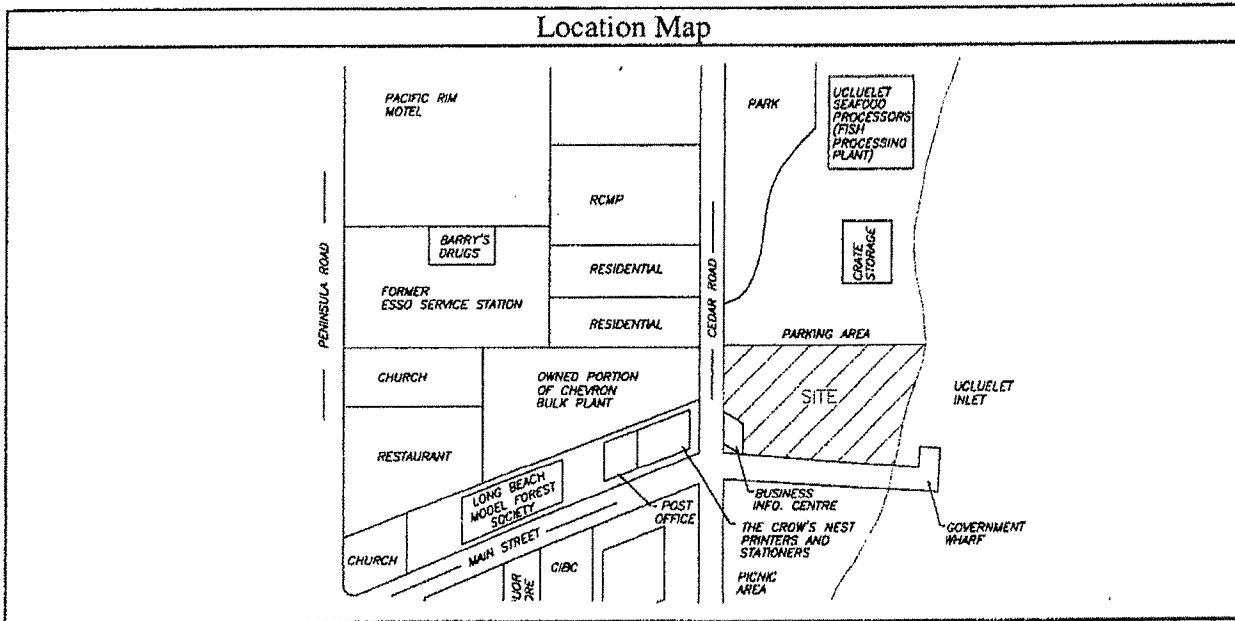 Location Map
PACIFIC RIM
MOTEL
PARK
UCLUELET
SEAFOOD
PROCESSORS
(FISH
PROCESSING
PLANT)
RCMP
PENINSULA ROAD
BARRY'S
DRUGS
CEDAR ROAD
CRATE
STORAGE
RESIDENTIAL
FORMER
ESSO SERVICE STATION
RESIDENTIAL
PARKING AREA
CHURCH
OWNED PORTION
OF CHEVRON
BULK PLANT
SITE
UCLUELET
INLET
RESTAURANT
LONG BEACH
MODEL FOREST
SOCIETY
POST
OFFICE
BUSINESS
INFO. CENTRE
THE CROW'S NEST
PRINTERS AND
STATIONERS
GOVERNMENT
WHARF
CHURCH
MAIN STREET
UOR
ORE
CIBC
PICNIC
AREA